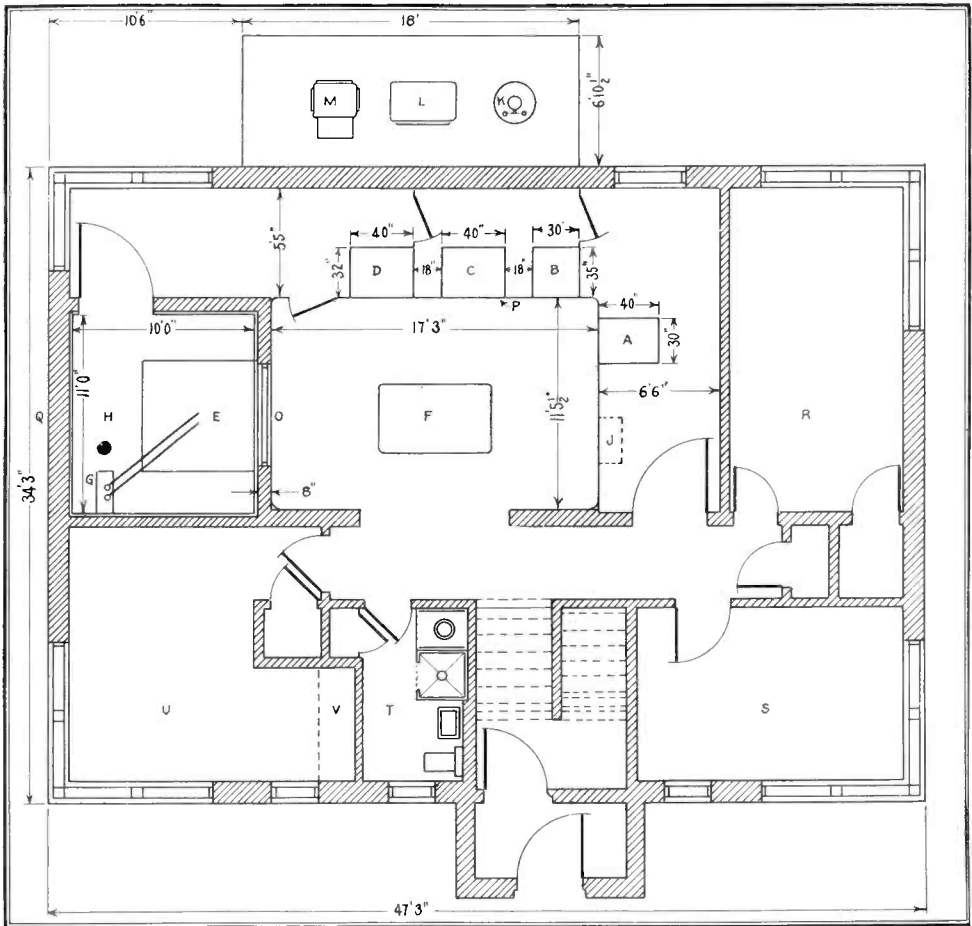 10'6"
18'
M
L
K
6'10½"
5'5"
40"
40"
30'
32"
D
18"
C
18"
B
35"
P
40"
17'3"
A
30"
10'0"
11'0"
Q
H
E
O
F
11'5½"
6'6"
J
R
G
8"
34'3"
U
V
T
S
47'3"